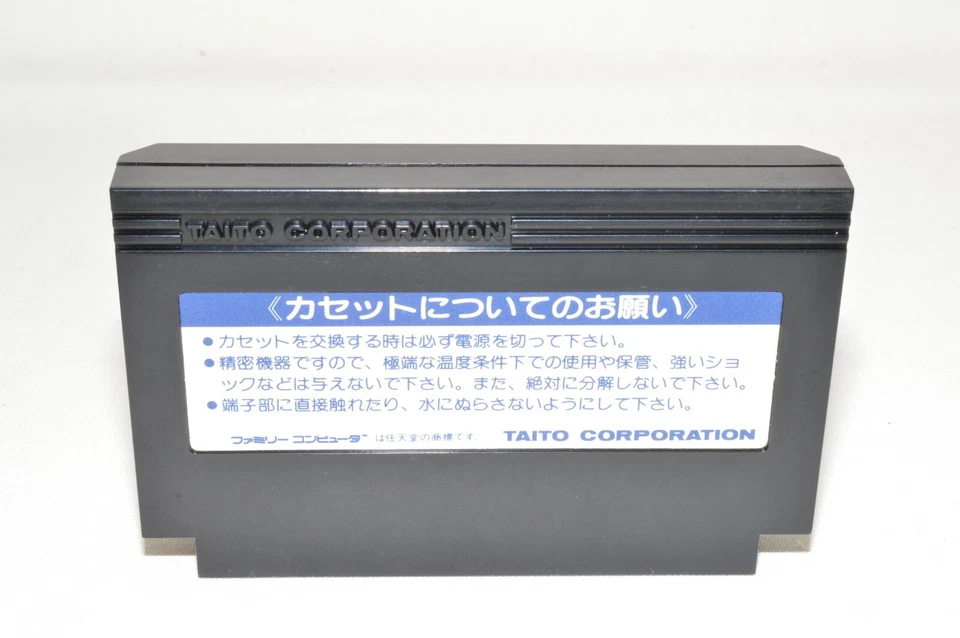 TAITO CORPORATION
《カセットについてのお願い》
●カセットを交換する時は必ず電源を切って下さい。
●精密機器ですので、極端な温度条件下での使用や保管、強いショ
ックなどは与えないで下さい。また、絶対に分解しないで下さい。
●端子部に直接触れたり、水にぬらさないようにして下さい。
ファミリーコンピュータ™は任天堂の商標です. TAITO CORPORATION